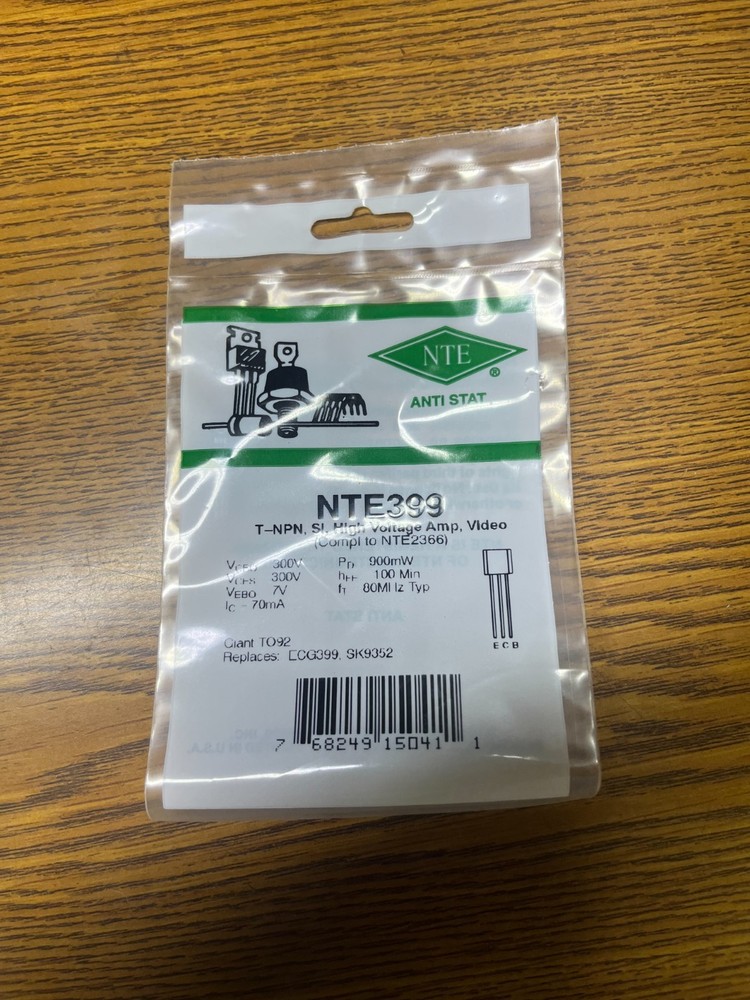 NTE
®
ANTI STAT
NTE399
T–NPN, SI, High Voltage Amp, Video
(Compl to NTE2366)
300V
VCES 300V
VEBO 7V
IC – 70mA
PD 900mW
hFE 100 Min
fT 80MHz Typ
E C B
Giant TO92
Replaces: ECG399, SK9352
7 68249 15041 1